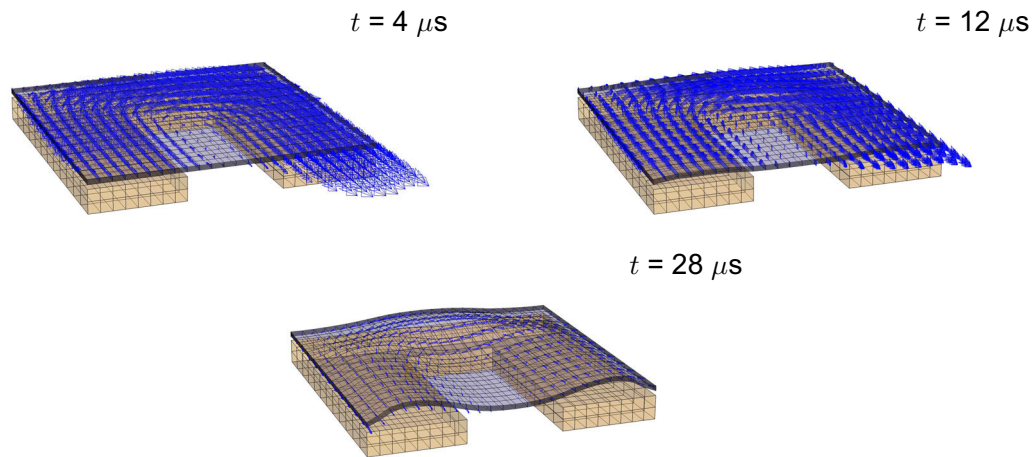 t = 4 μs
t = 12 μs
t = 28 μs